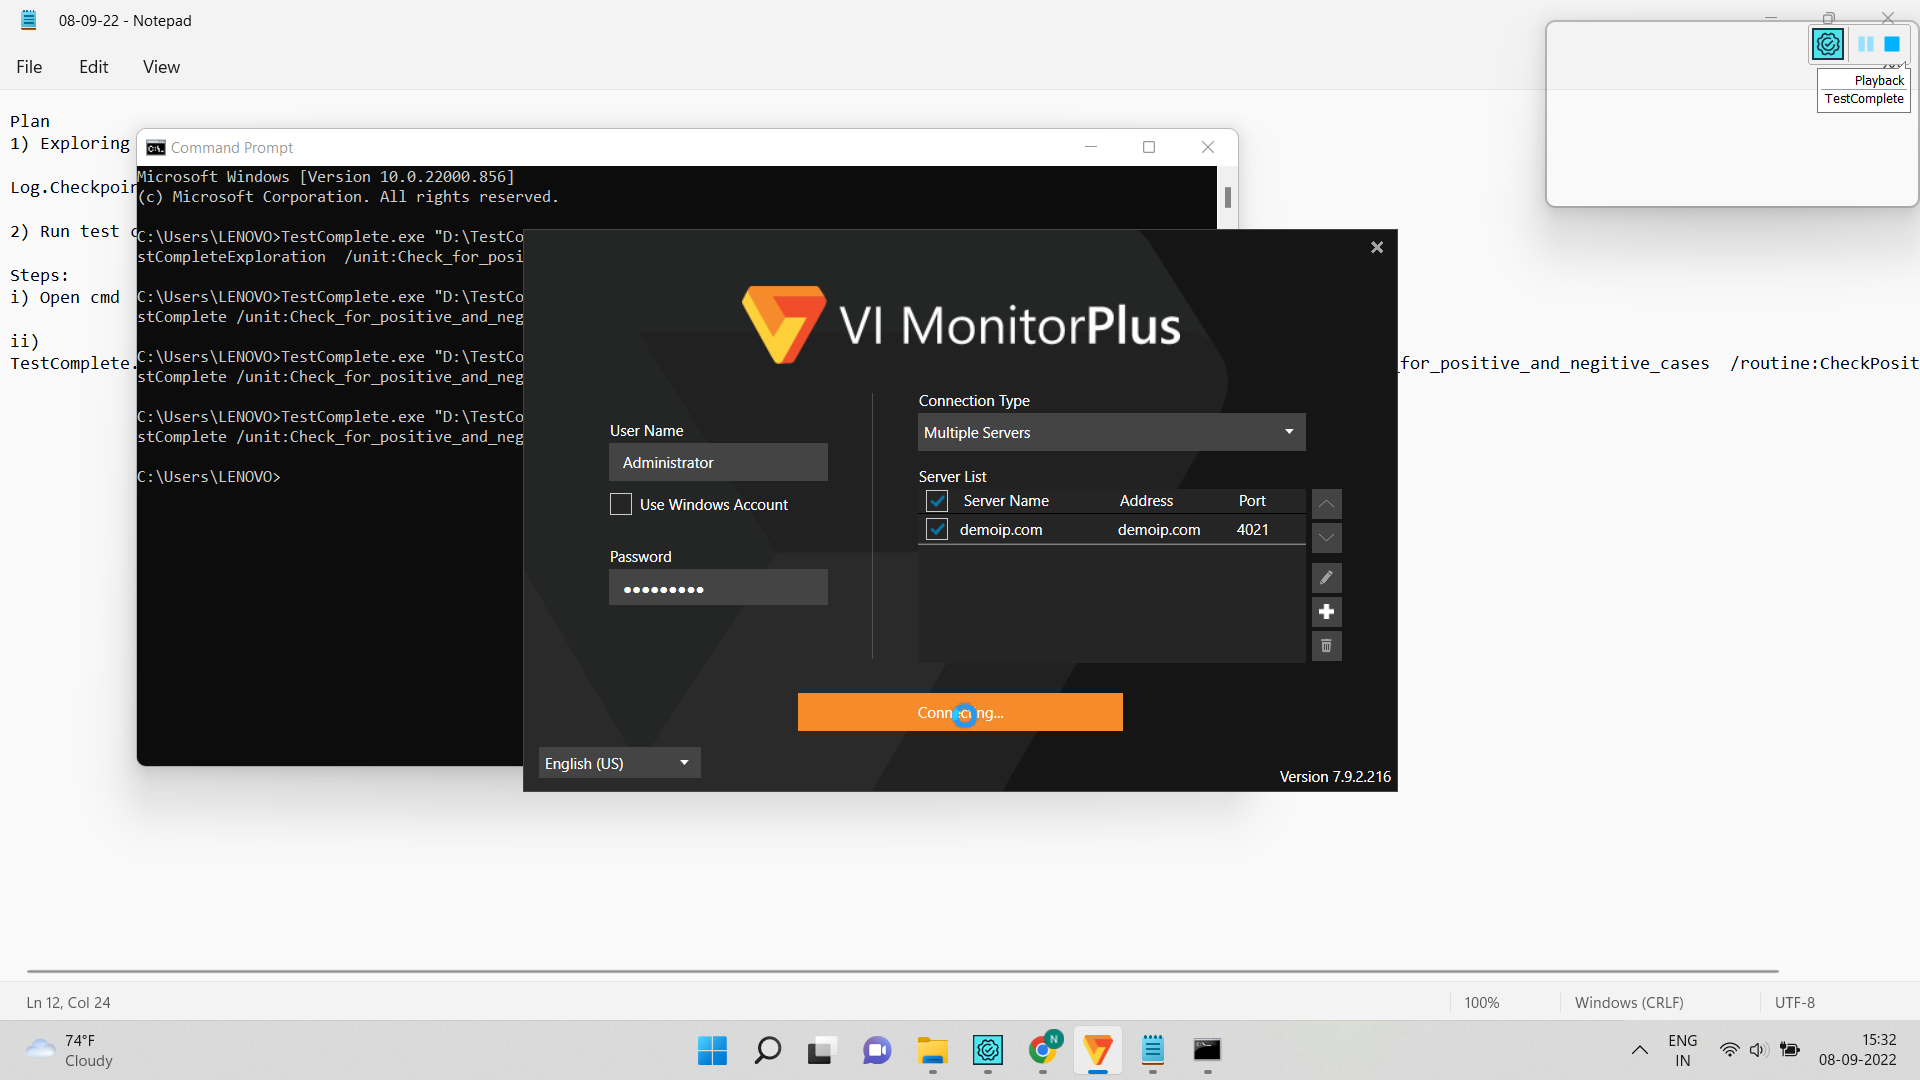 08-09-22 - Notepad
File Edit View
Playback
TestComplete
Plan
1) Exploring
Log.Checkpoin
2) Run test c
Steps:
i) Open cmd
ii)
TestComplete.
_for_positive_and_negitive_cases /routine:CheckPosit
Command Prompt
Microsoft Windows [Version 10.0.22000.856]
(c) Microsoft Corporation. All rights reserved.
C:\Users\LENOVO>TestComplete.exe "D:\TestCo
stCompleteExploration /unit:Check_for_posi
C:\Users\LENOVO>TestComplete.exe "D:\TestCo
stComplete /unit:Check_for_positive_and_neg
C:\Users\LENOVO>TestComplete.exe "D:\TestCo
stComplete /unit:Check_for_positive_and_neg
C:\Users\LENOVO>TestComplete.exe "D:\TestCo
stComplete /unit:Check_for_positive_and_neg
C:\Users\LENOVO>
VI MonitorPlus
User Name
Administrator
Use Windows Account
Password
Connection Type
Multiple Servers
Server List
Server Name Address Port
demoip.com demoip.com 4021
Connecting...
English (US)
Version 7.9.2.216
Ln 12, Col 24
100%
Windows (CRLF)
UTF-8
74°F
Cloudy
N
ENG
IN
15:32
08-09-2022